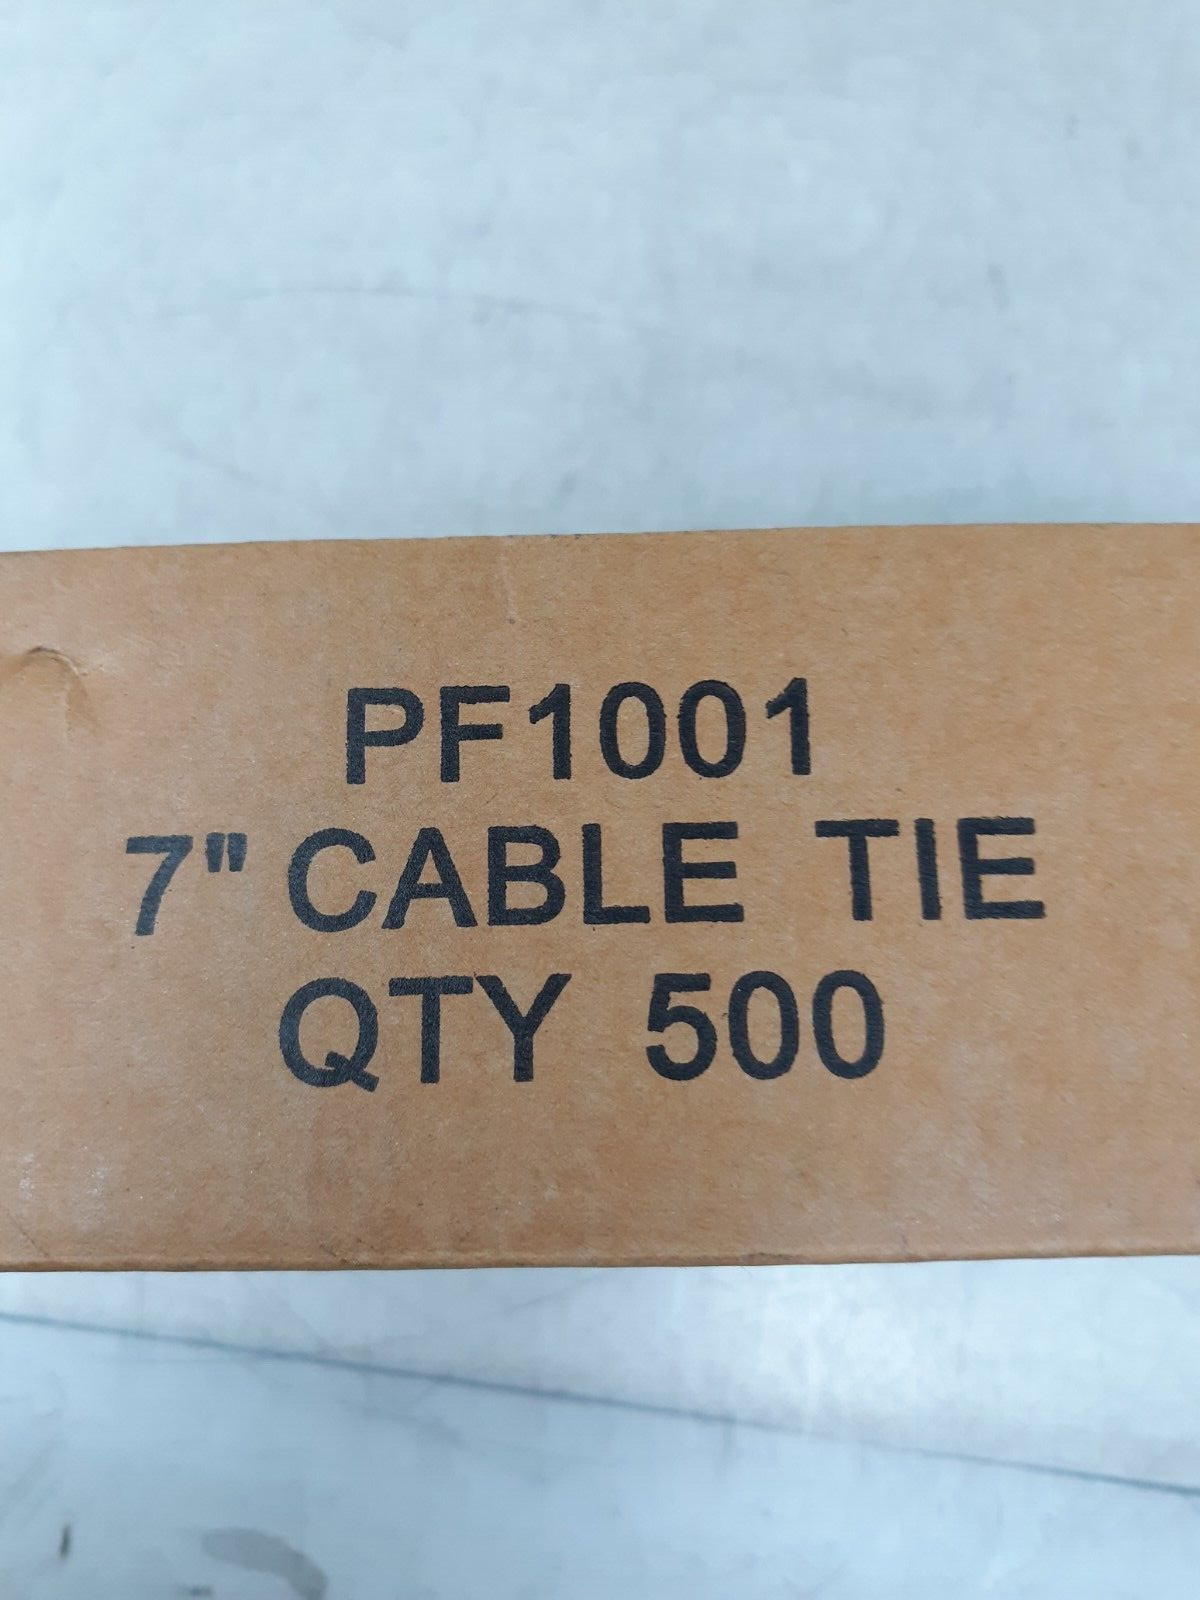 PF1001
7" CABLE TIE
QTY 500